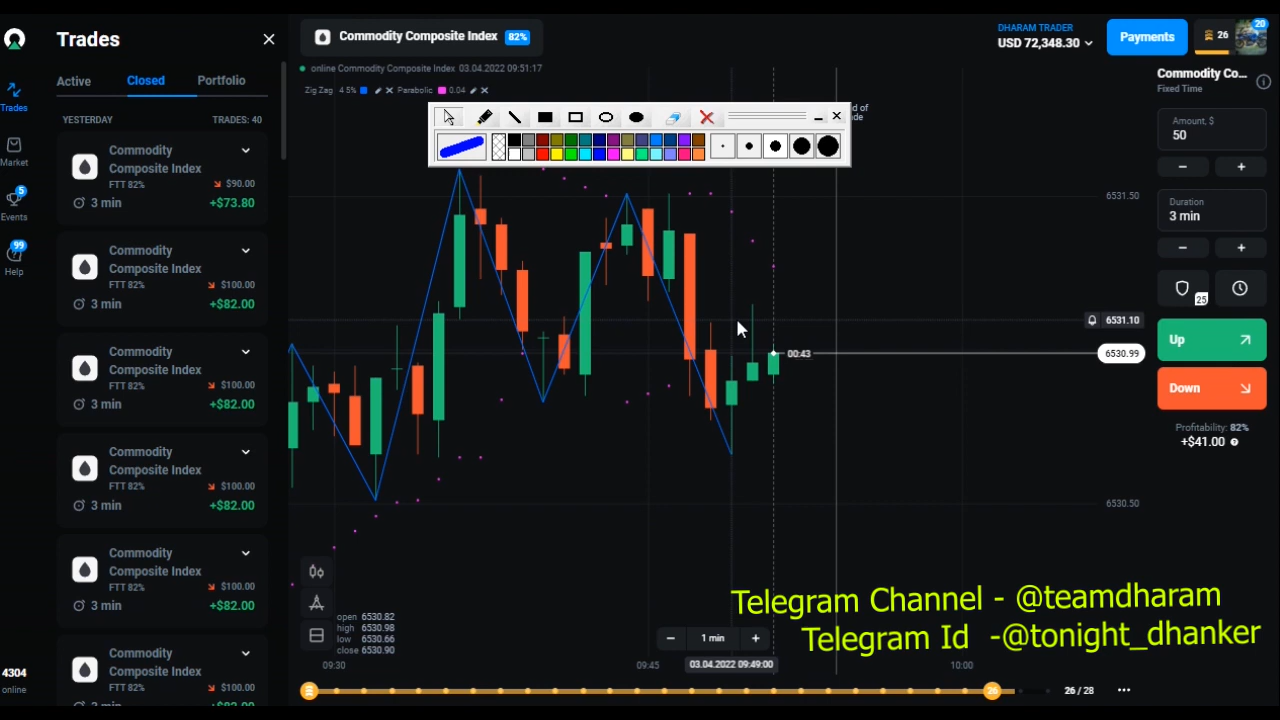 Trades
Active
Closed
Portfolio
YESTERDAY
TRADES: 40
Commodity
Composite Index
FTT 82%
$90.00
3 min
+$73.80
Commodity
Composite Index
FTT 82%
$100.00
3 min
+$82.00
Commodity
Composite Index
FTT 82%
$100.00
3 min
+$82.00
Commodity
Composite Index
FTT 82%
$100.00
3 min
+$82.00
Commodity
Composite Index
FTT 82%
$100.00
3 min
+$82.00
Commodity
Composite Index
FTT 82%
$100.00
Trades
Market
5
Events
99
Help
4304
online
Commodity Composite Index 82%
online Commodity Composite Index 03.04.2022 09:51:17
Zig Zag 4 5%
Parabolic 0.04
DHARAM TRADER
USD 72,348.30
Payments
26
20
6531.50
6531.10
00:43
6530.99
6530.50
open 6530.82
high 6530.98
low 6530.66
close 6530.90
1 min
09:30
09:45
03.04.2022 09:49:00
10:00
26
26 / 28
Commodity Co...
Fixed Time
Amount, $
50
Duration
3 min
25
Up
Down
Profitability: 82%
+$41.00
Telegram Channel - @teamdharam
Telegram Id -@tonight_dhanker